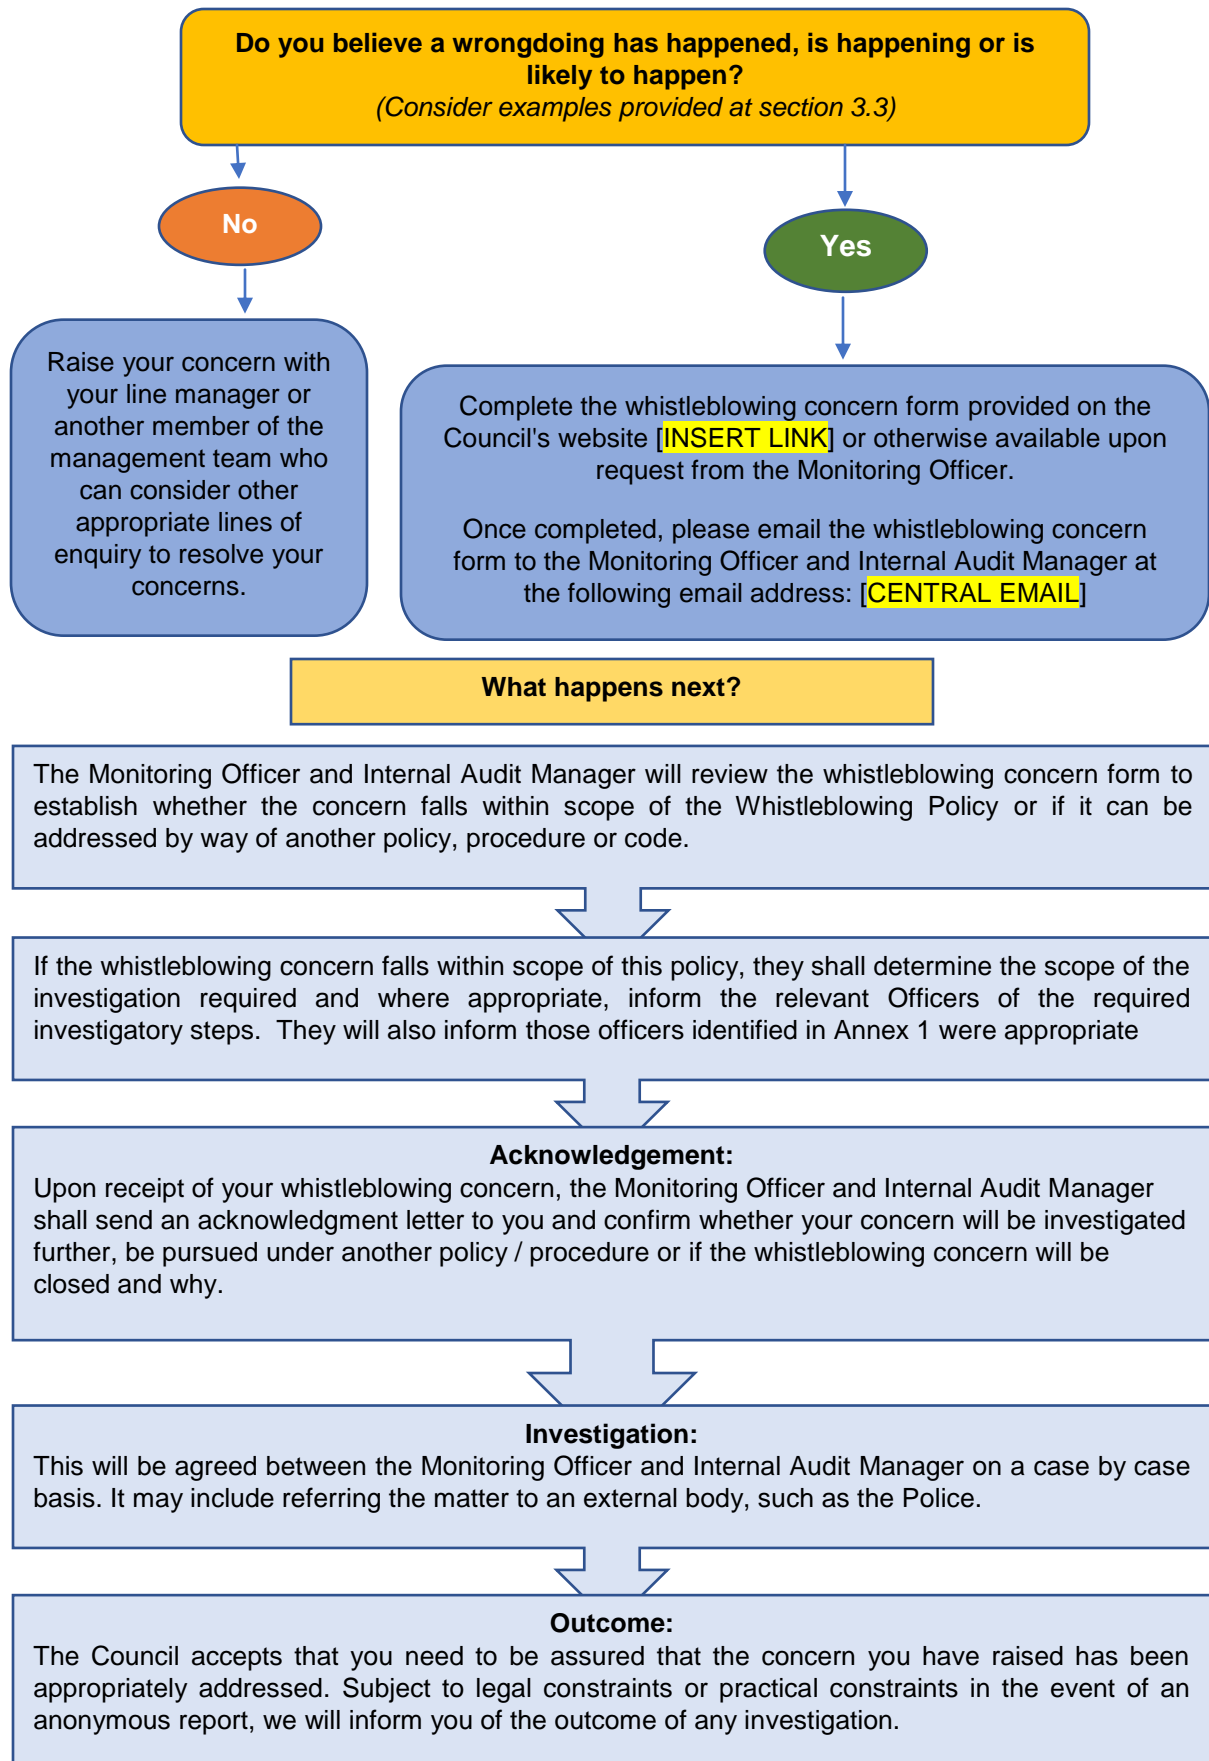 Do you believe a wrongdoing has happened, is happening or is
likely to happen?
(Consider examples provided at section 3.3)
No
Yes
Raise your concern with
your line manager or
another member of the
management team who
can consider other
appropriate lines of
enquiry to resolve your
concerns.
Complete the whistleblowing concern form provided on the
Council's website [INSERT LINK] or otherwise available upon
request from the Monitoring Officer.
Once completed, please email the whistleblowing concern
form to the Monitoring Officer and Internal Audit Manager at
the following email address: [CENTRAL EMAIL]
What happens next?
The Monitoring Officer and Internal Audit Manager will review the whistleblowing concern form to
establish whether the concern falls within scope of the Whistleblowing Policy or if it can be
addressed by way of another policy, procedure or code.
If the whistleblowing concern falls within scope of this policy, they shall determine the scope of the
investigation required and where appropriate, inform the relevant Officers of the required
investigatory steps.  They will also inform those officers identified in Annex 1 were appropriate
Acknowledgement:
Upon receipt of your whistleblowing concern, the Monitoring Officer and Internal Audit Manager
shall send an acknowledgment letter to you and confirm whether your concern will be investigated
further, be pursued under another policy / procedure or if the whistleblowing concern will be
closed and why.
Investigation:
This will be agreed between the Monitoring Officer and Internal Audit Manager on a case by case
basis. It may include referring the matter to an external body, such as the Police.
Outcome:
The Council accepts that you need to be assured that the concern you have raised has been
appropriately addressed. Subject to legal constraints or practical constraints in the event of an
anonymous report, we will inform you of the outcome of any investigation.